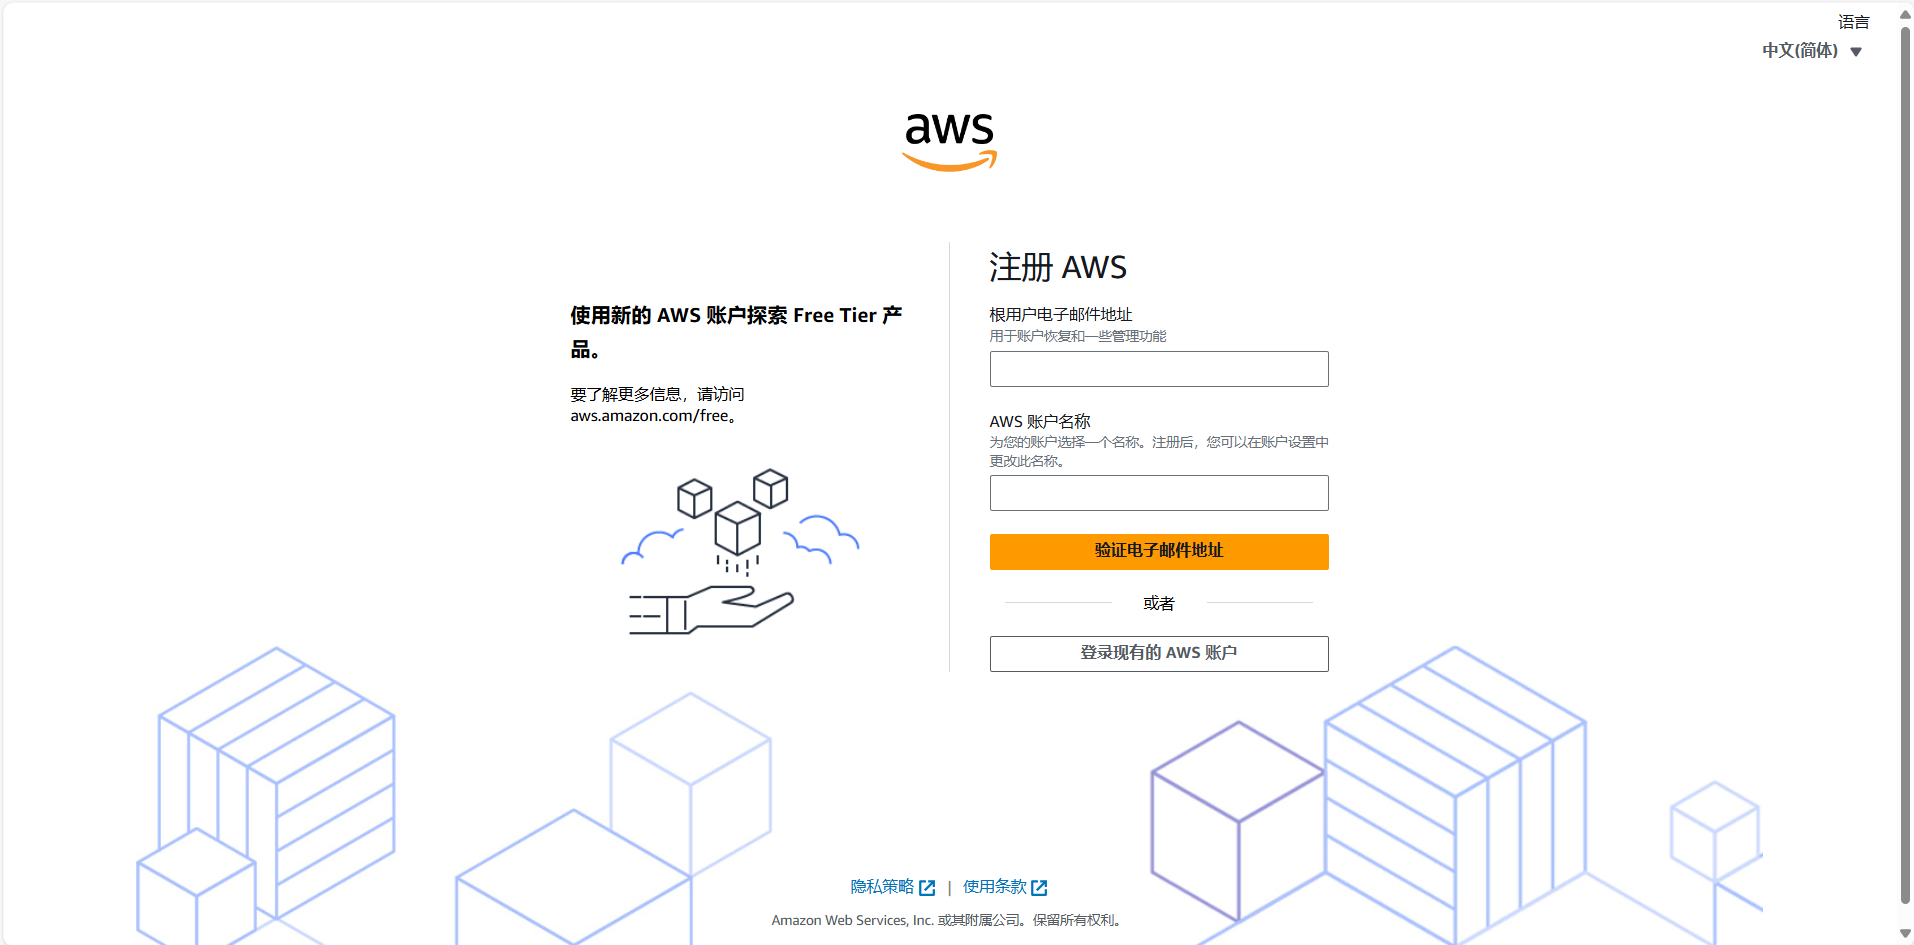 语言
中文(简体)
aws
使用新的 AWS 账户探索 Free Tier 产
品。
要了解更多信息，请访问
aws.amazon.com/free。
注册 AWS
根用户电子邮件地址
用于账户恢复和一些管理功能
AWS 账户名称
为您的账户选择一个名称。注册后，您可以在账户设置中
更改此名称。
验证电子邮件地址
或者
登录现有的 AWS 账户
隐私策略 | 使用条款
Amazon Web Services, Inc. 或其附属公司。保留所有权利。